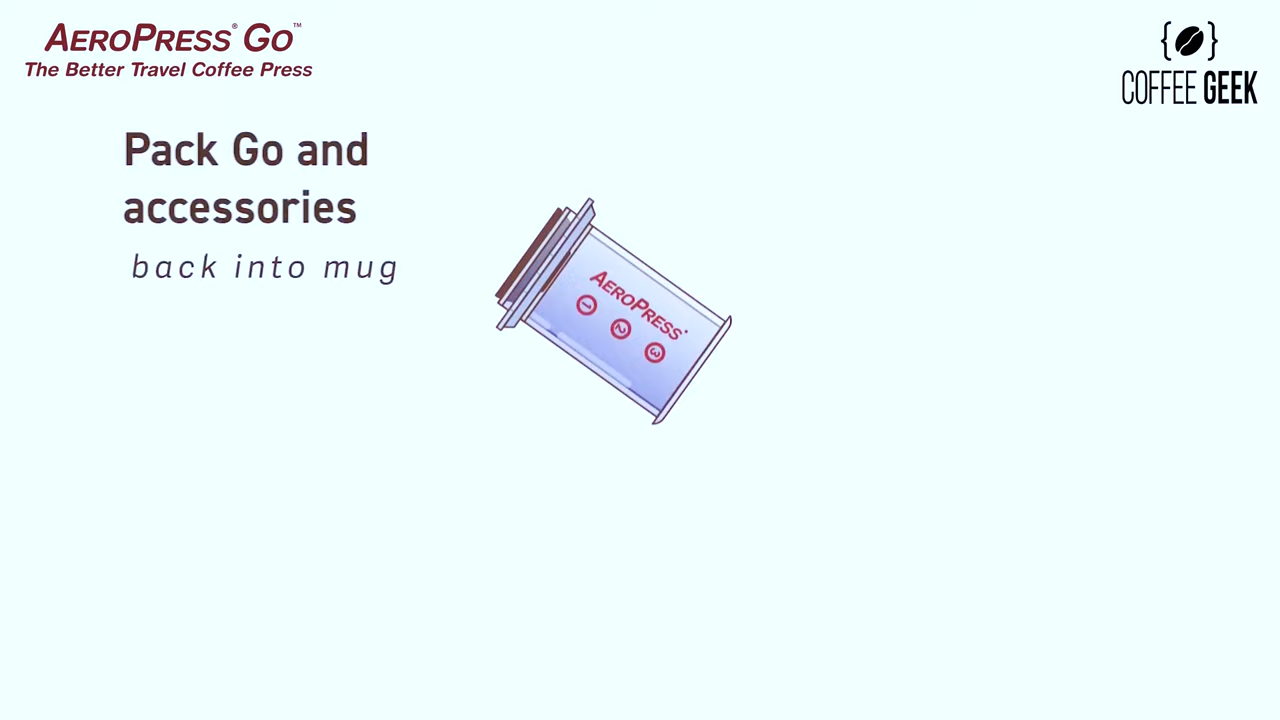 AEROPRESS® GO™
The Better Travel Coffee Press
{ }
COFFEE GEEK
Pack Go and
accessories
back into mug
AEROPRESS®
1 2 3